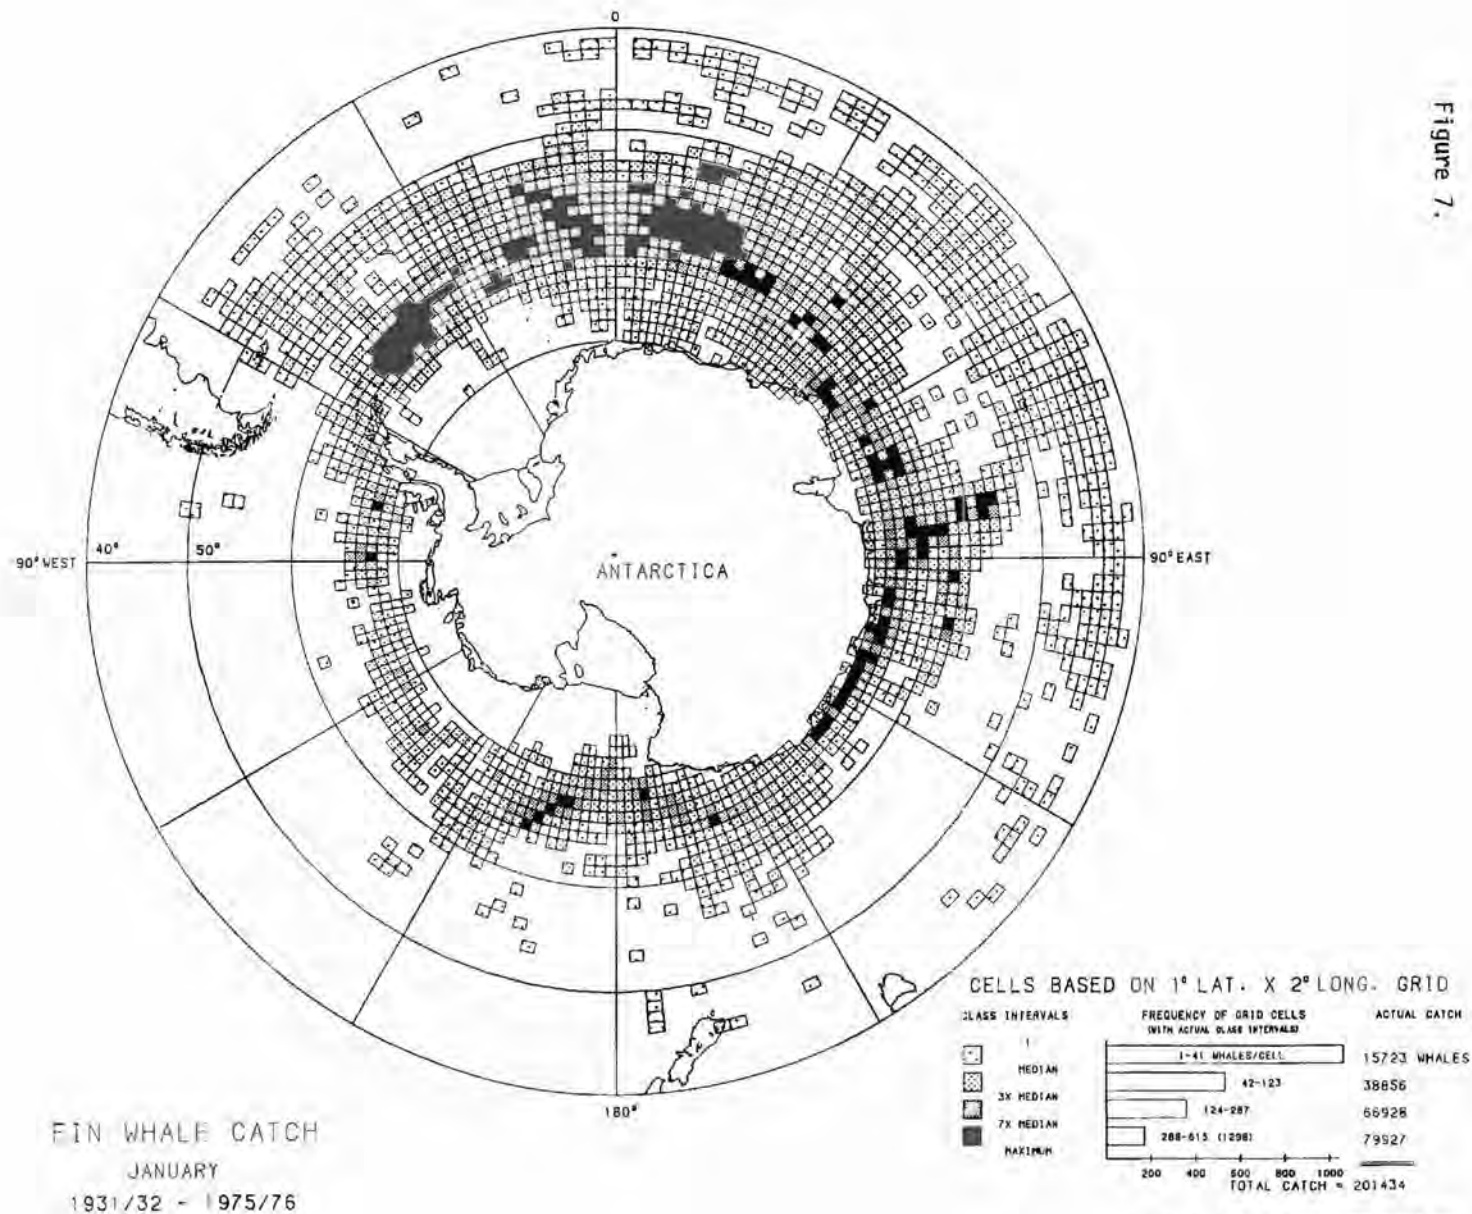 Figure 7.
0
90° WEST
40°
50°
ANTARCTICA
90° EAST
180°
FIN WHALE CATCH
JANUARY
1931/32 - 1975/76
CELLS BASED ON 1° LAT. X 2° LONG. GRID
CLASS INTERVALS
FREQUENCY OF GRID CELLS
ACTUAL CATCH
(WITH ACTUAL CLASS INTERVALS)
1
1-41 WHALES/CELL
15723 WHALES
MEDIAN
42-123
38856
3X MEDIAN
124-287
66928
7X MEDIAN
288-615 (1298)
79927
MAXIMUM
200 400 600 800 1000
TOTAL CATCH = 201434